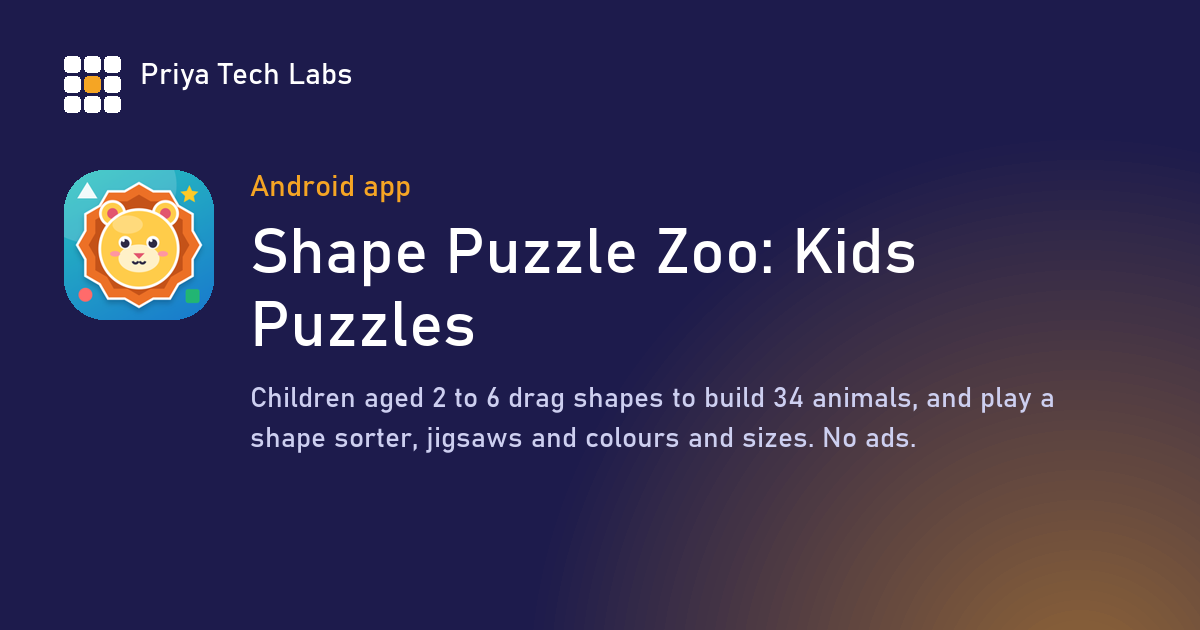 Priya Tech Labs
Android app
Shape Puzzle Zoo: Kids
Puzzles
Children aged 2 to 6 drag shapes to build 34 animals, and play a
shape sorter, jigsaws and colours and sizes. No ads.